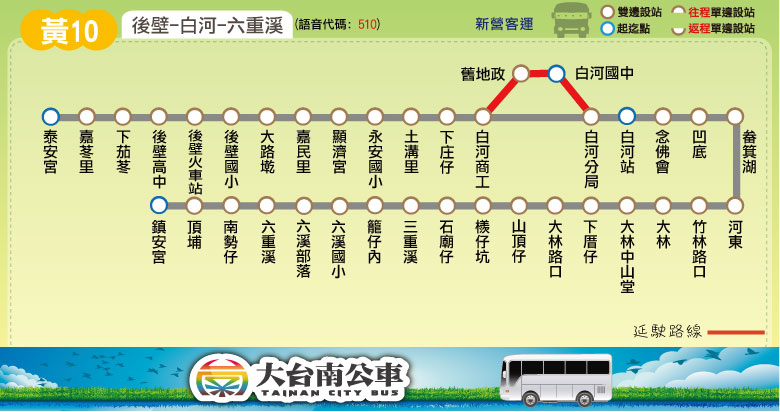 黃10
後壁-白河-六重溪
(語音代碼: 510)
新營客運
雙邊設站
往程單邊設站
起迄點
返程單邊設站
舊地政
白河國中
泰安宮
嘉苳里
下茄苳
後壁高中
後壁火車站
後壁國小
大路墘
嘉民里
顯濟宮
永安國小
土溝里
下庄仔
白河商工
白河分局
白河站
念佛會
凹底
畚箕湖
鎮安宮
頂埔
南勢仔
六重溪
六溪部落
六溪國小
籠仔內
三重溪
石廟仔
檨仔坑
山頂仔
大林路口
下厝仔
大林中山堂
大林
竹林路口
河東
延駛路線
大台南公車
TAINAN CITY BUS